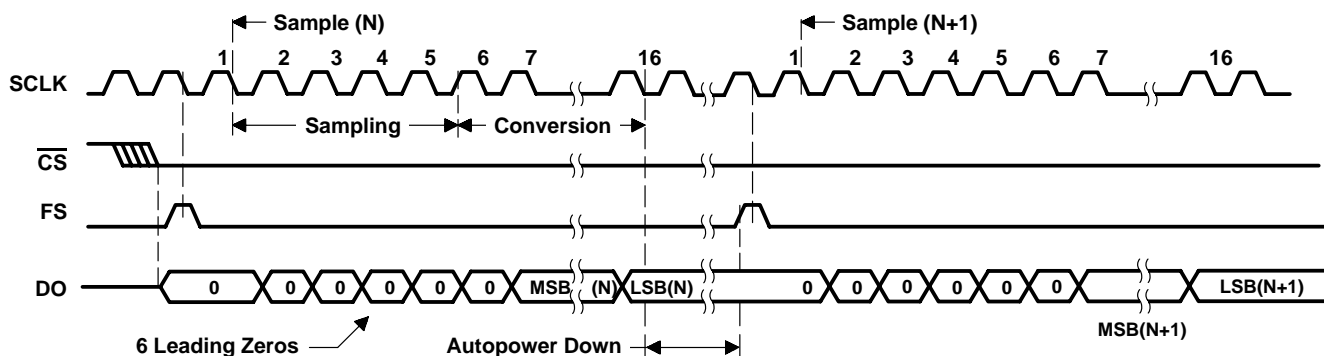 Sample (N)
Sample (N+1)
1 2 3 4 5 6 7 16 1 2 3 4 5 6 7 16
SCLK
Sampling Conversion
CS
FS
DO
0 0 0 0 0 0 MSB (N) LSB(N) 0 0 0 0 0 0 LSB(N+1)
MSB(N+1)
6 Leading Zeros Autopower Down